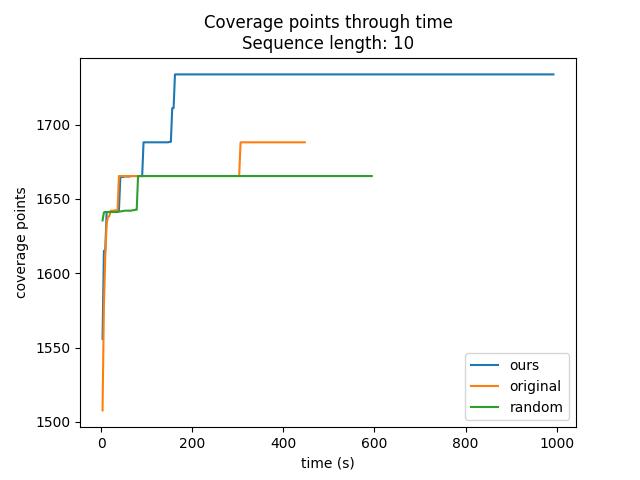 Coverage points through time
Sequence length: 10
coverage points
1700
1650
1600
1550
1500
0
200
400
600
800
1000
time (s)
ours
original
random